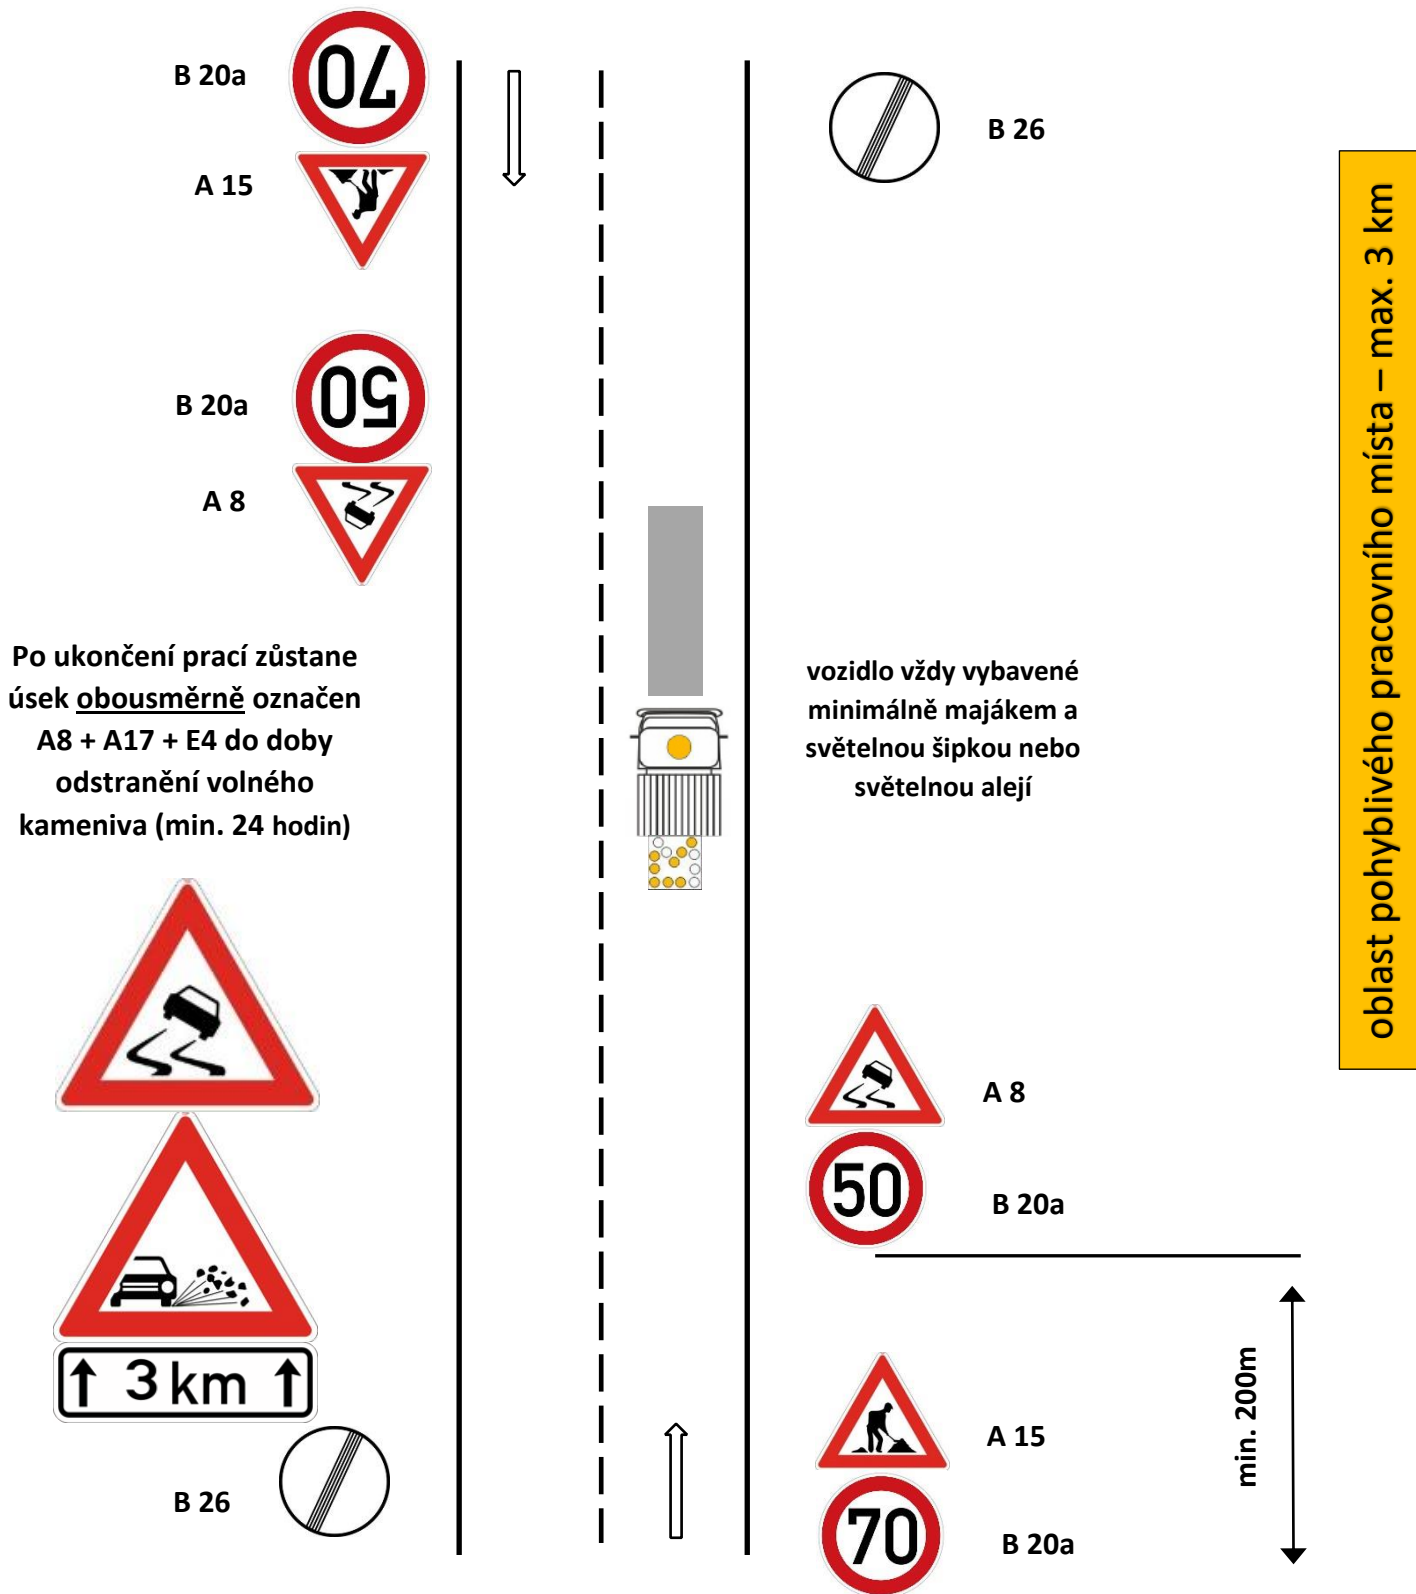 B 20a
70
A 15
B 26
oblast pohyblivého pracovního místa – max. 3 km
B 20a
50
A 8
Po ukončení prací zůstane
úsek obousměrně označen
A8 + A17 + E4 do doby
odstranění volného
kameniva (min. 24 hodin)
vozidlo vždy vybavené
minimálně majákem a
světelnou šipkou nebo
světelnou alejí
A 8
50
B 20a
3 km
B 26
A 15
70
B 20a
min. 200m